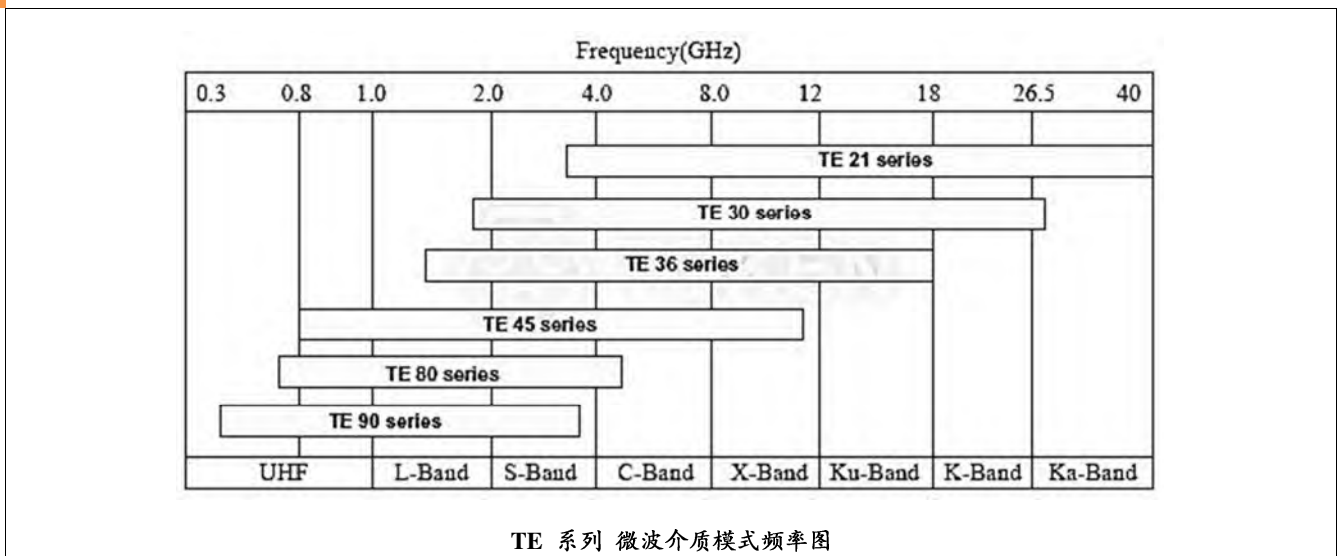 Frequency(GHz)
0.3 0.8 1.0 2.0 4.0 8.0 12 18 26.5 40
TE 21 series
TE 30 series
TE 36 series
TE 45 series
TE 80 series
TE 90 series
UHF L-Band S-Band C-Band X-Band Ku-Band K-Band Ka-Band
TE 系列 微波介质模式频率图